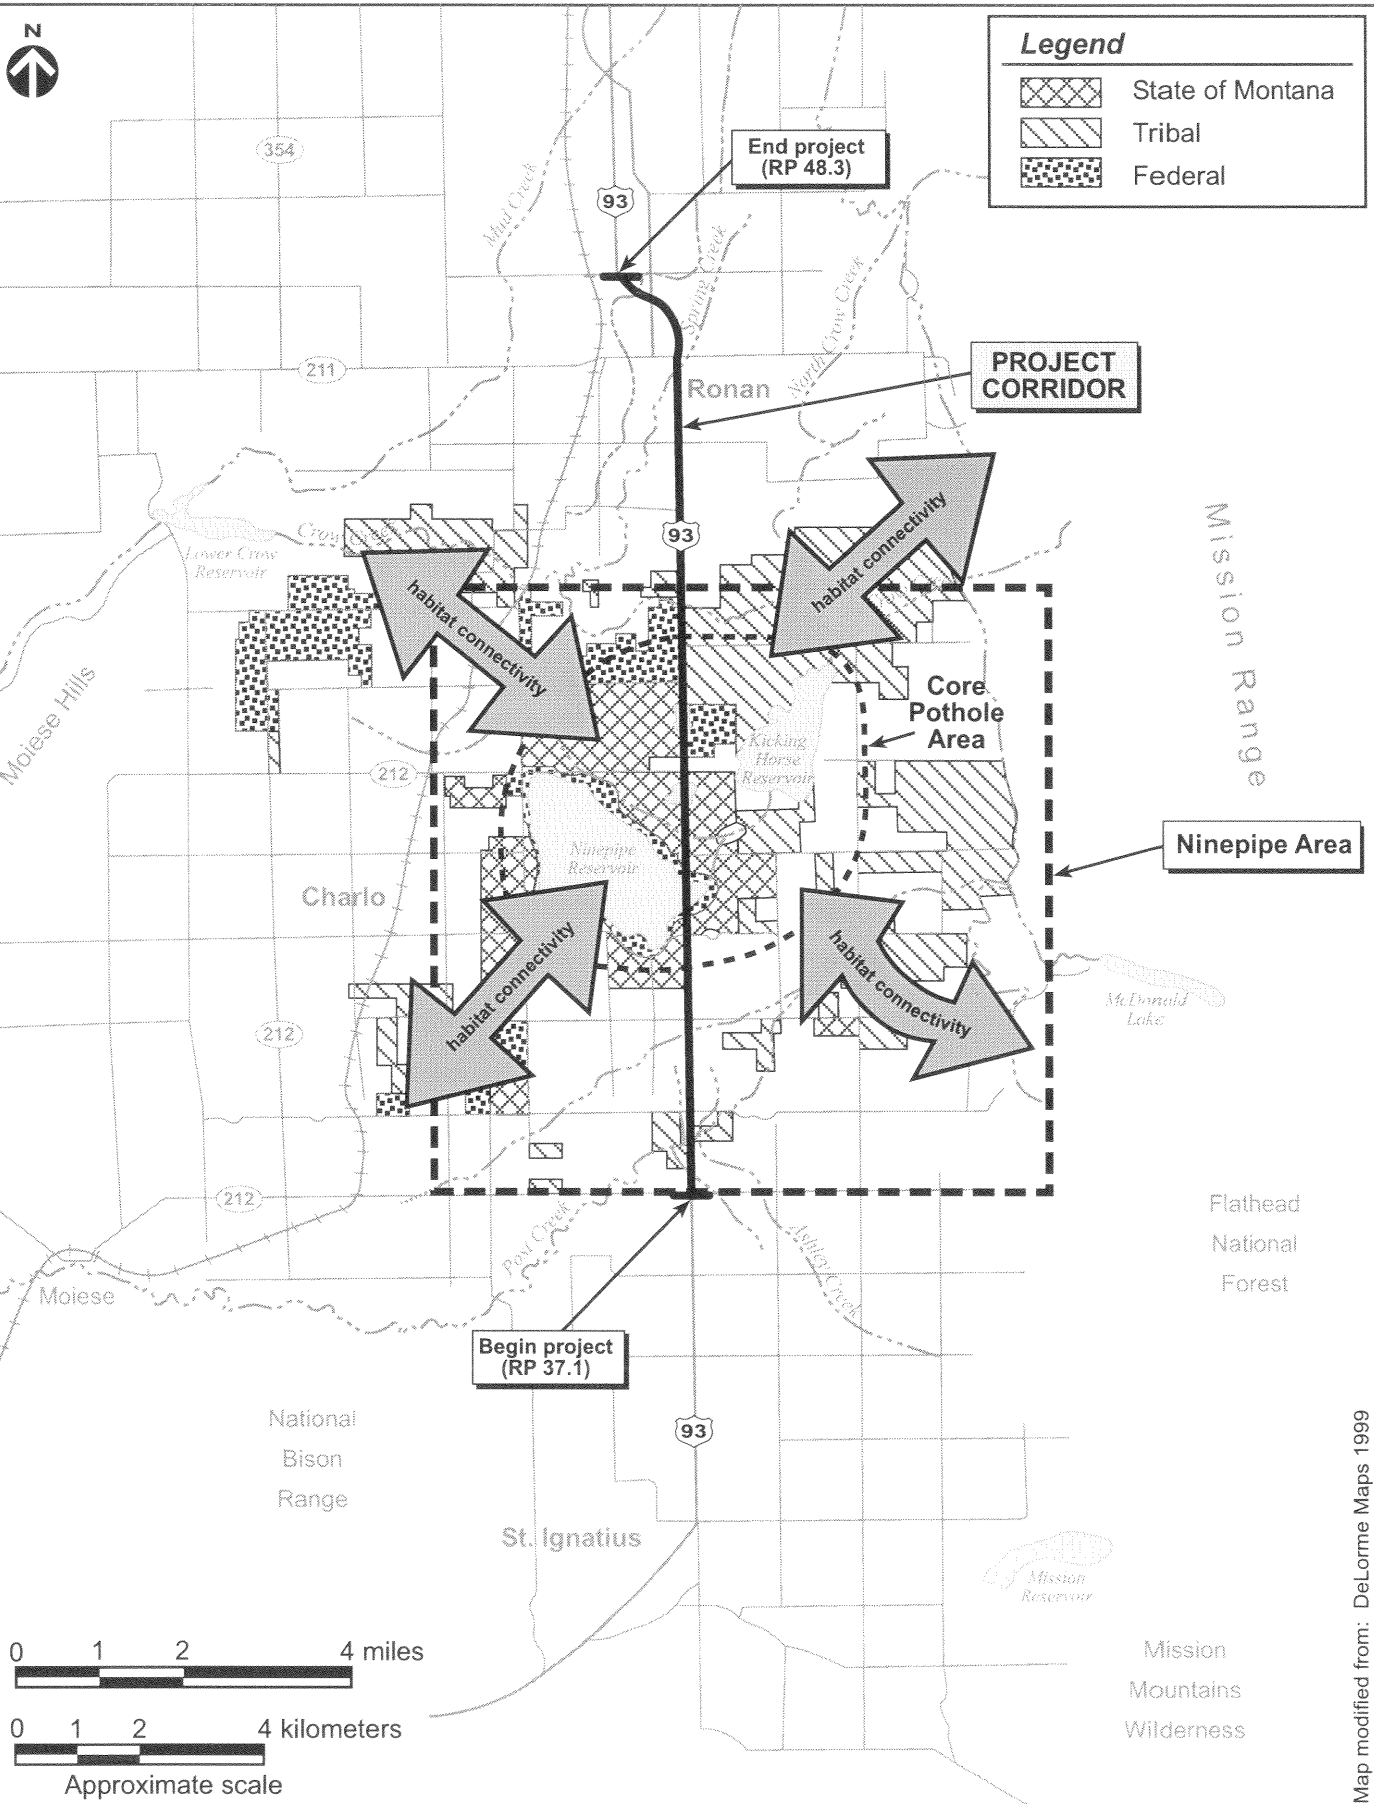 N
Legend
State of Montana
Tribal
Federal
354
End project
(RP 48.3)
93
Mud Creek
Spring Creek
North Crow Creek
211
PROJECT
CORRIDOR
Ronan
Mission Range
habitat connectivity
93
Crow Creek
Lower Crow
Reservoir
habitat connectivity
Moiese Hills
Core
Pothole
Area
Kicking
Horse
Reservoir
212
Ninepipe Area
Ninepipe
Reservoir
Charlo
habitat connectivity
habitat connectivity
McDonald
Lake
212
212
Flathead
National
Forest
Post Creek
Ashley Creek
Moiese
Begin project
(RP 37.1)
National
Bison
Range
93
St. Ignatius
Mission
Reservoir
Mission
Mountains
Wilderness
0 1 2 4 miles
0 1 2 4 kilometers
Approximate scale
Map modified from: DeLorme Maps 1999